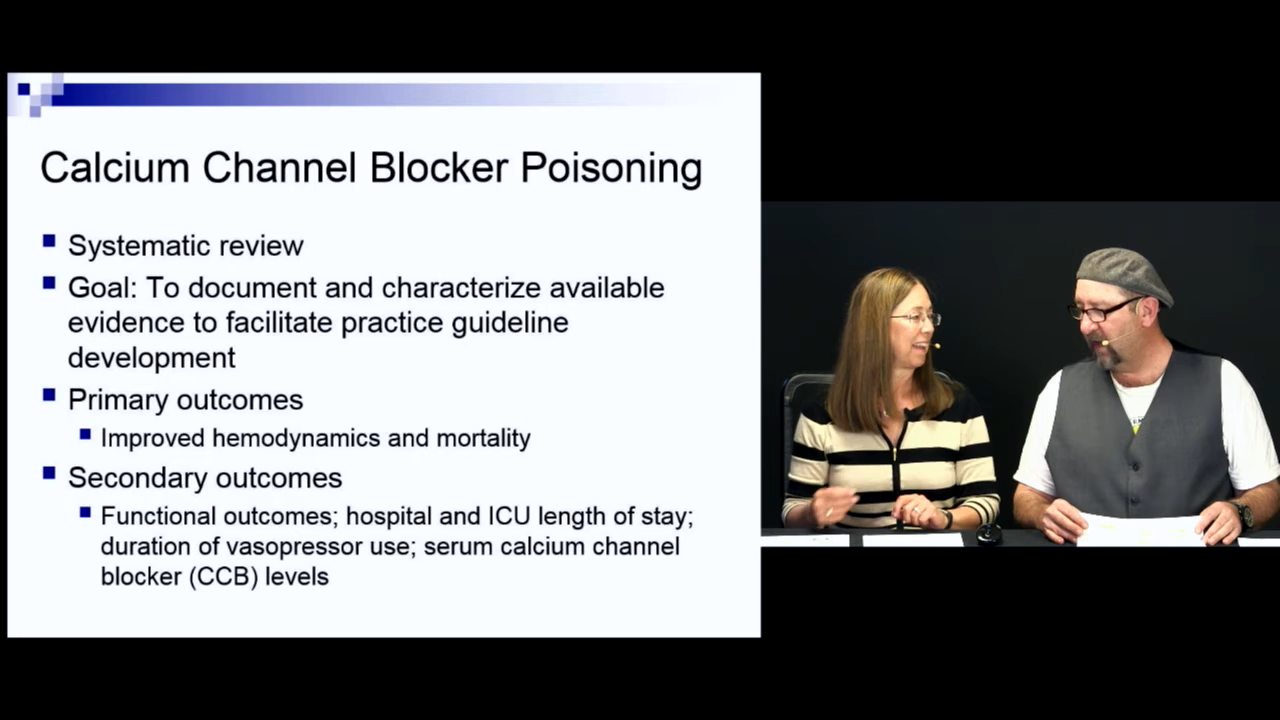 Calcium Channel Blocker Poisoning
Systematic review
Goal: To document and characterize available
evidence to facilitate practice guideline
development
Primary outcomes
Improved hemodynamics and mortality
Secondary outcomes
Functional outcomes; hospital and ICU length of stay;
duration of vasopressor use; serum calcium channel
blocker (CCB) levels